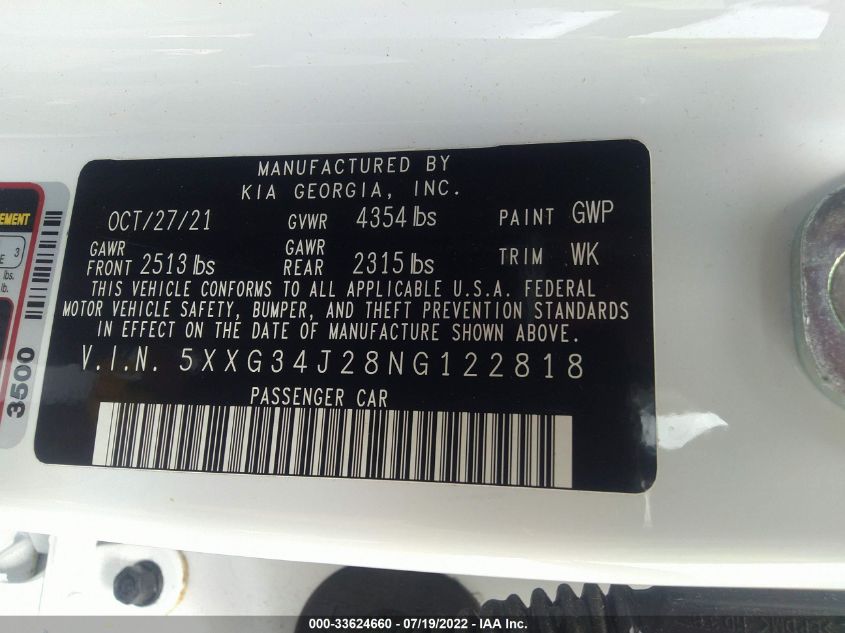 MANUFACTURED BY
KIA GEORGIA, INC.
OCT/27/21 GVWR 4354 lbs PAINT GWP
GAWR FRONT 2513 lbs GAWR REAR 2315 lbs TRIM WK
THIS VEHICLE CONFORMS TO ALL APPLICABLE U.S.A. FEDERAL
MOTOR VEHICLE SAFETY, BUMPER, AND THEFT PREVENTION STANDARDS
IN EFFECT ON THE DATE OF MANUFACTURE SHOWN ABOVE.
V.I.N. 5XXG34J28NG122818
PASSENGER CAR
3
lbs.
lb.
3500
000-33624660 - 07/19/2022 - IAA Inc.